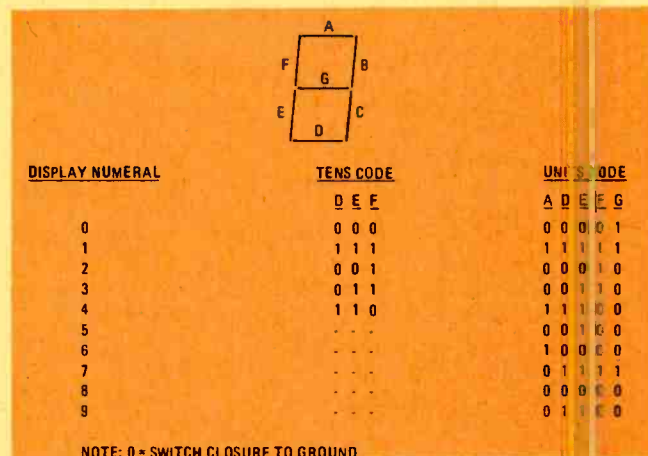 A
F B
G
E C
D
DISPLAY NUMERAL TENS CODE UNITS CODE
D E F A D E F G
0 0 0 0 0 0 0 0 1
1 1 1 1 1 1 1 1 1
2 0 0 1 0 0 0 1 0
3 0 1 1 0 0 1 1 0
4 1 1 0 1 1 1 0 0
5 - - - 0 0 1 0 0
6 - - - 1 0 0 0 0
7 - - - 0 1 1 1 1
8 - - - 0 0 0 0 0
9 - - - 0 1 1 0 0
NOTE: 0 = SWITCH CLOSURE TO GROUND